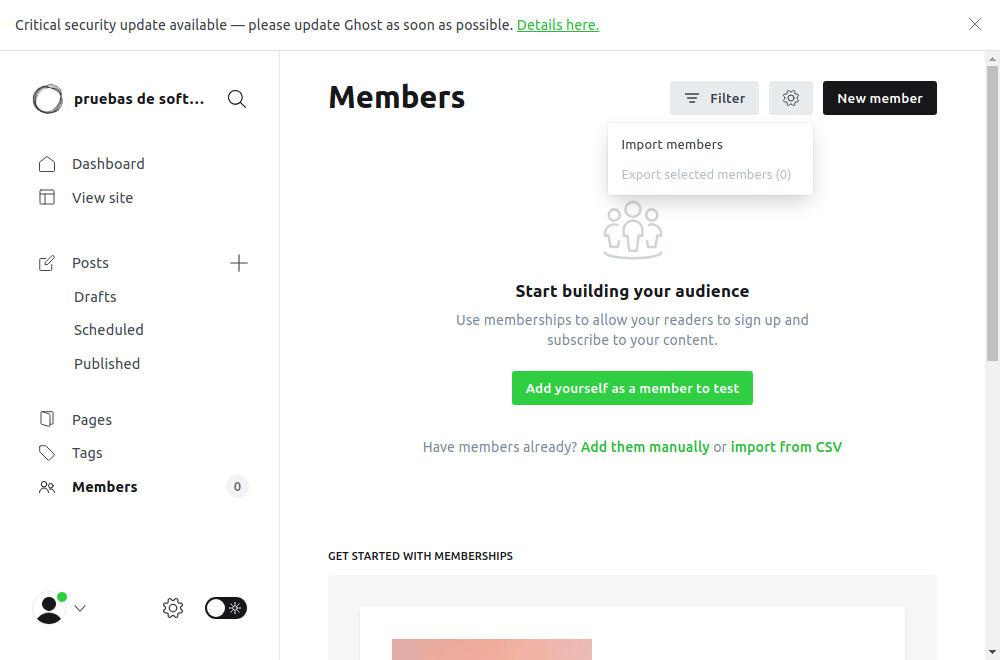 Critical security update available — please update Ghost as soon as possible. Details here.
pruebas de soft...
Dashboard
View site
Posts
Drafts
Scheduled
Published
Pages
Tags
Members
0
Members
Filter
New member
Import members
Export selected members (0)
Start building your audience
Use memberships to allow your readers to sign up and
subscribe to your content.
Add yourself as a member to test
Have members already? Add them manually or import from CSV
GET STARTED WITH MEMBERSHIPS